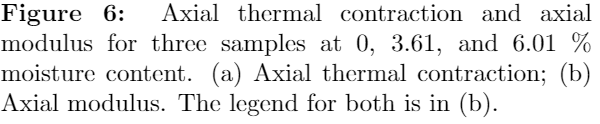 Figure 6: Axial thermal contraction and axial
modulus for three samples at 0, 3.61, and 6.01 %
moisture content. (a) Axial thermal contraction; (b)
Axial modulus. The legend for both is in (b).